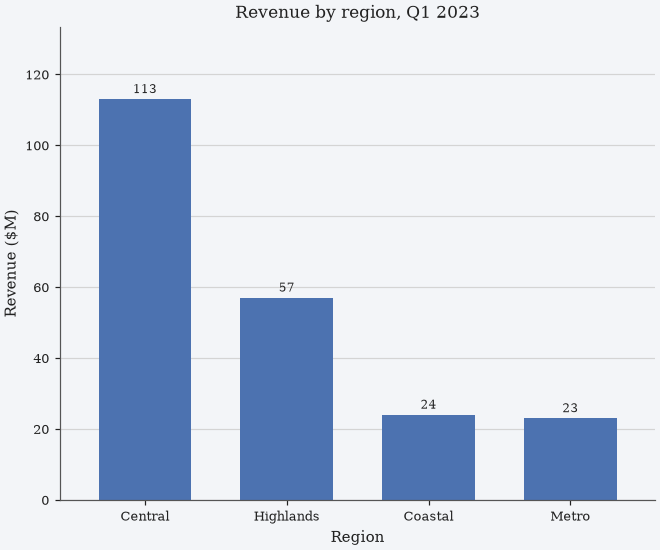 Revenue by region, Q1 2023
Revenue ($M)
120
100
80
60
40
20
0
113
57
24
23
Central
Highlands
Coastal
Metro
Region